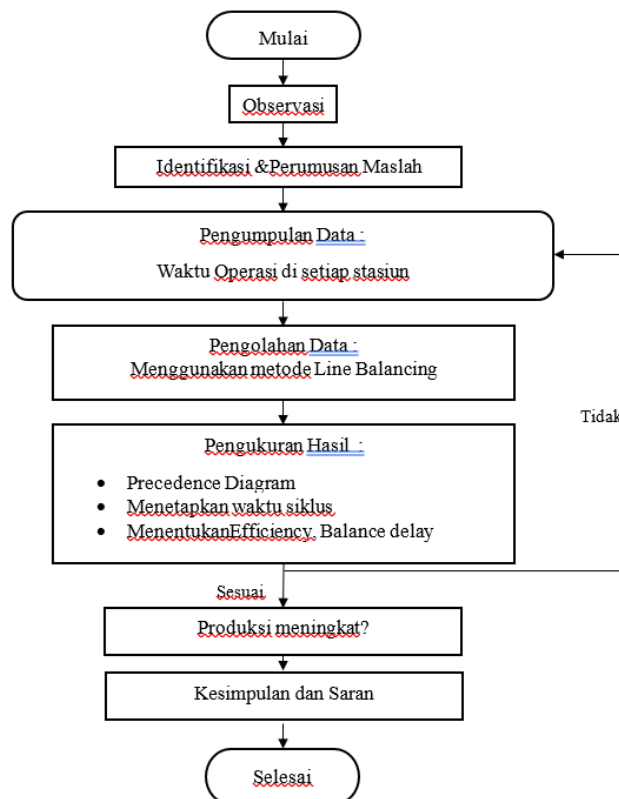 Mulai
Observasi
Identifikasi &Perumusan Maslah
Pengumpulan Data :
Waktu Operasi di setiap stasiun
Pengolahan Data :
Menggunakan metode Line Balancing
Tidak
Pengukuran Hasil :
• Precedence Diagram
• Menetapkan waktu siklus
• MenentukanEfficiency, Balance delay
Sesuai
Produksi meningkat?
Kesimpulan dan Saran
Selesai